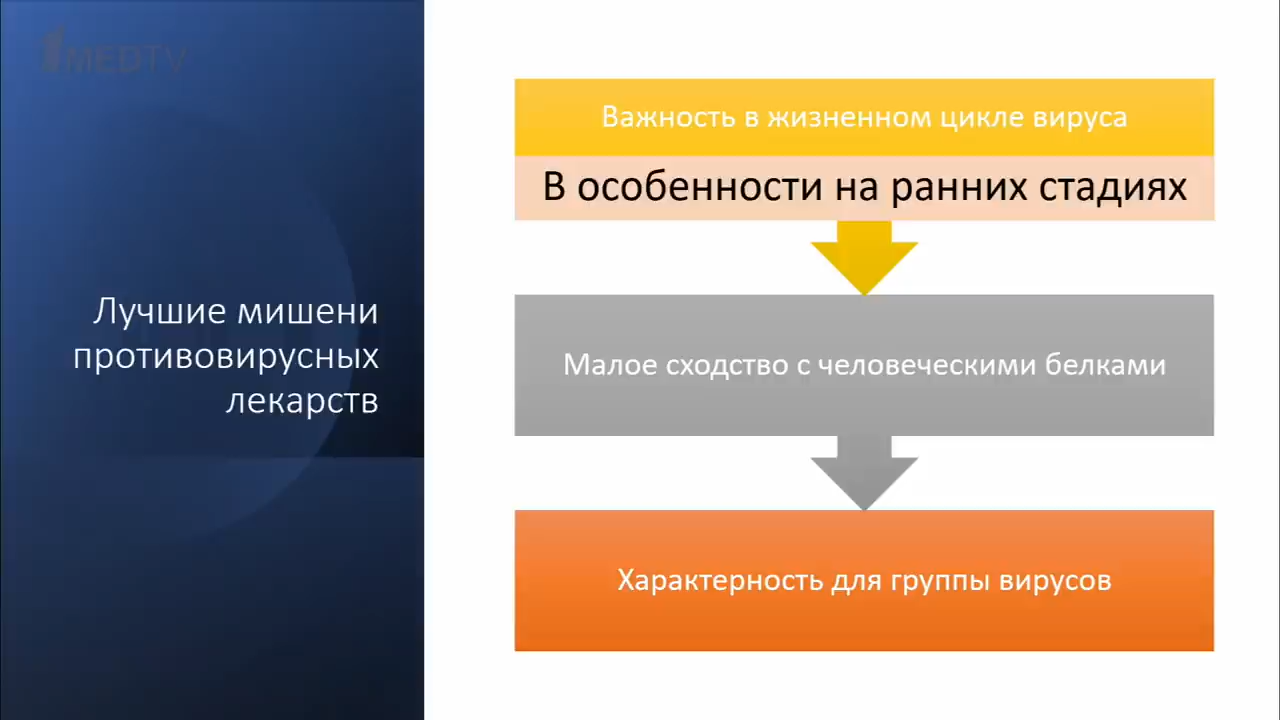 1MEDTV
Лучшие мишени
противовирусных
лекарств
Важность в жизненном цикле вируса
В особенности на ранних стадиях
Малое сходство с человеческими белками
Характерность для группы вирусов